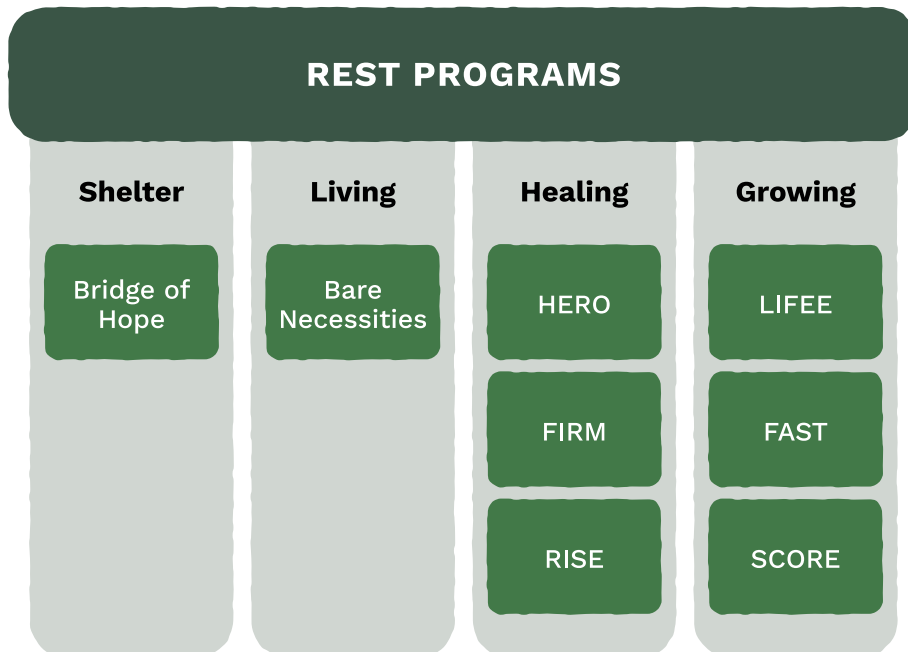 REST PROGRAMS
Shelter
Bridge of
Hope
Living
Bare
Necessities
Healing
HERO
FIRM
RISE
Growing
LIFEE
FAST
SCORE